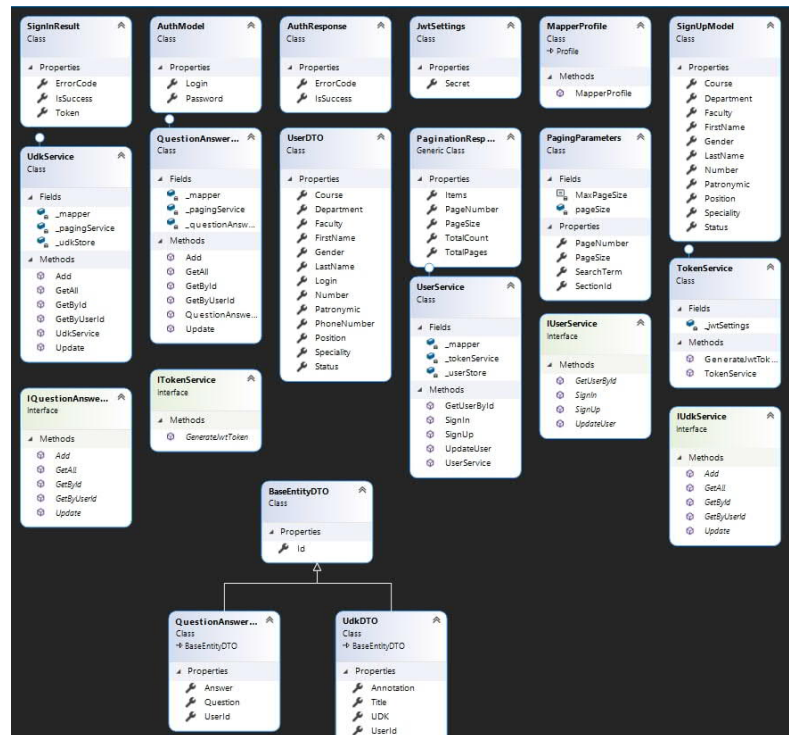 SignInResult
Class
Properties
ErrorCode
IsSuccess
Token
AuthModel
Class
Properties
Login
Password
AuthResponse
Class
Properties
ErrorCode
IsSuccess
JwtSettings
Class
Properties
Secret
MapperProfile
Class
Profile
Methods
MapperProfile
SignUpModel
Class
Properties
Course
Department
Faculty
FirstName
Gender
LastName
Number
Patronymic
Position
Speciality
Status
UdkService
Class
Fields
_mapper
_pagingService
_udkStore
Methods
Add
GetAll
GetById
GetByUserId
UdkService
Update
QuestionAnswer...
Class
Fields
_mapper
_pagingService
_questionAnsw...
Methods
Add
GetAll
GetById
GetByUserId
QuestionAnswe...
Update
UserDTO
Class
Properties
Course
Department
Faculty
FirstName
Gender
LastName
Login
Number
Patronymic
PhoneNumber
Position
Speciality
Status
PaginationResp...
Generic Class
Properties
Items
PageNumber
PageSize
TotalCount
TotalPages
PagingParameters
Class
Fields
MaxPageSize
pageSize
Properties
PageNumber
PageSize
SearchTerm
SectionId
TokenService
Class
Fields
_jwtSettings
Methods
GenerateJwtTok...
TokenService
UserService
Class
Fields
_mapper
_tokenService
_userStore
Methods
GetUserById
SignIn
SignUp
UpdateUser
UserService
IUserService
Interface
Methods
GetUserById
SignIn
SignUp
UpdateUser
IQuestionAnswe...
Interface
Methods
Add
GetAll
GetById
GetByUserId
Update
ITokenService
Interface
Methods
GenerateJwtToken
IUdkService
Interface
Methods
Add
GetAll
GetById
GetByUserId
Update
BaseEntityDTO
Class
Properties
Id
QuestionAnswer...
Class
BaseEntityDTO
Properties
Answer
Question
UserId
UdkDTO
Class
BaseEntityDTO
Properties
Annotation
Title
UDK
UserId